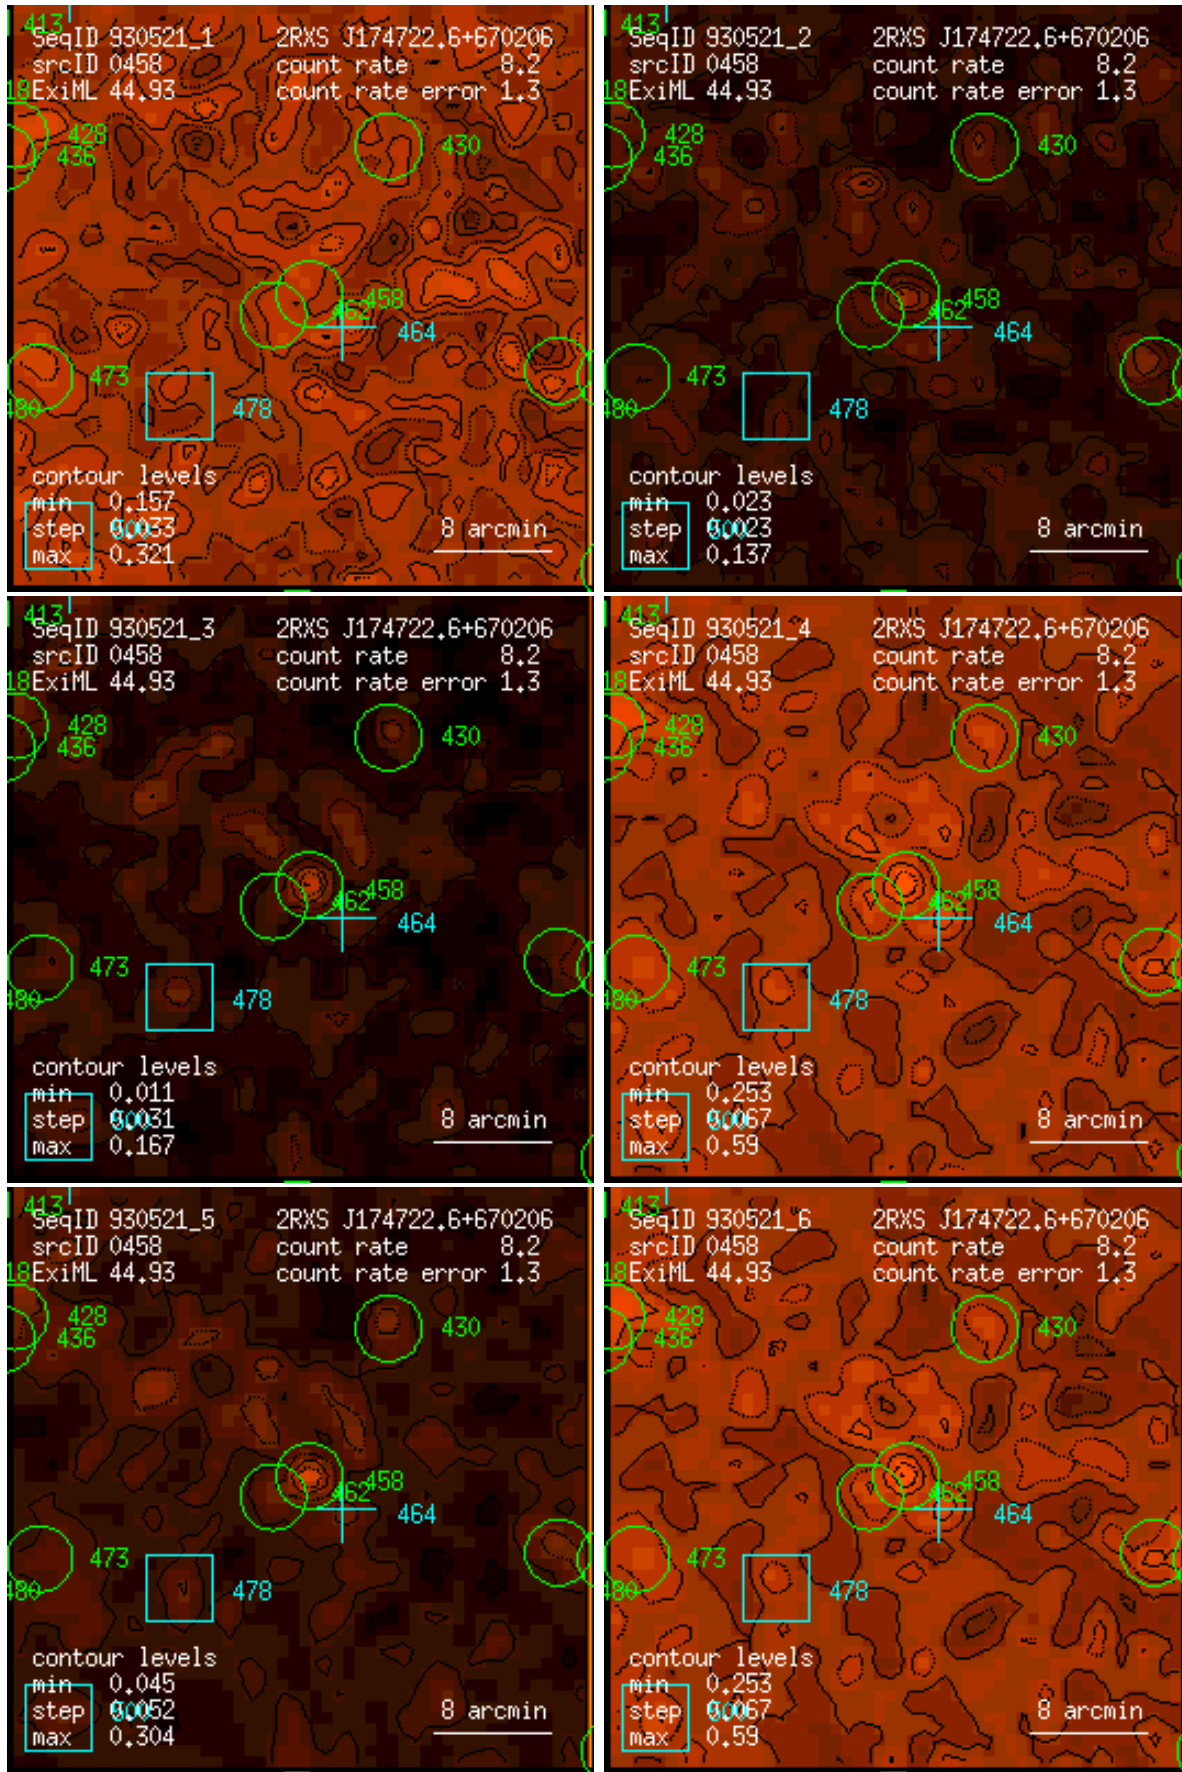 413
SeqID 930521_1 2RXS J174722.6+670206
srcID 0458 count rate 8.2
18 ExiML 44.93 count rate error 1.3
428
436
430
458
462
464
473
480
478
contour levels
min 0.157
step 0.033
max 0.321
8 arcmin
413
SeqID 930521_2 2RXS J174722.6+670206
srcID 0458 count rate 8.2
18 ExiML 44.93 count rate error 1.3
428
436
430
458
462
464
473
480
478
contour levels
min 0.023
step 0.023
max 0.137
8 arcmin
413
SeqID 930521_3 2RXS J174722.6+670206
srcID 0458 count rate 8.2
18 ExiML 44.93 count rate error 1.3
428
436
430
458
462
464
473
480
478
contour levels
min 0.011
step 0.031
max 0.167
8 arcmin
413
SeqID 930521_4 2RXS J174722.6+670206
srcID 0458 count rate 8.2
18 ExiML 44.93 count rate error 1.3
428
436
430
458
462
464
473
480
478
contour levels
min 0.253
step 0.067
max 0.59
8 arcmin
413
SeqID 930521_5 2RXS J174722.6+670206
srcID 0458 count rate 8.2
18 ExiML 44.93 count rate error 1.3
428
436
430
458
462
464
473
480
478
contour levels
min 0.045
step 0.052
max 0.304
8 arcmin
413
SeqID 930521_6 2RXS J174722.6+670206
srcID 0458 count rate 8.2
18 ExiML 44.93 count rate error 1.3
428
436
430
458
462
464
473
480
478
contour levels
min 0.253
step 0.067
max 0.59
8 arcmin